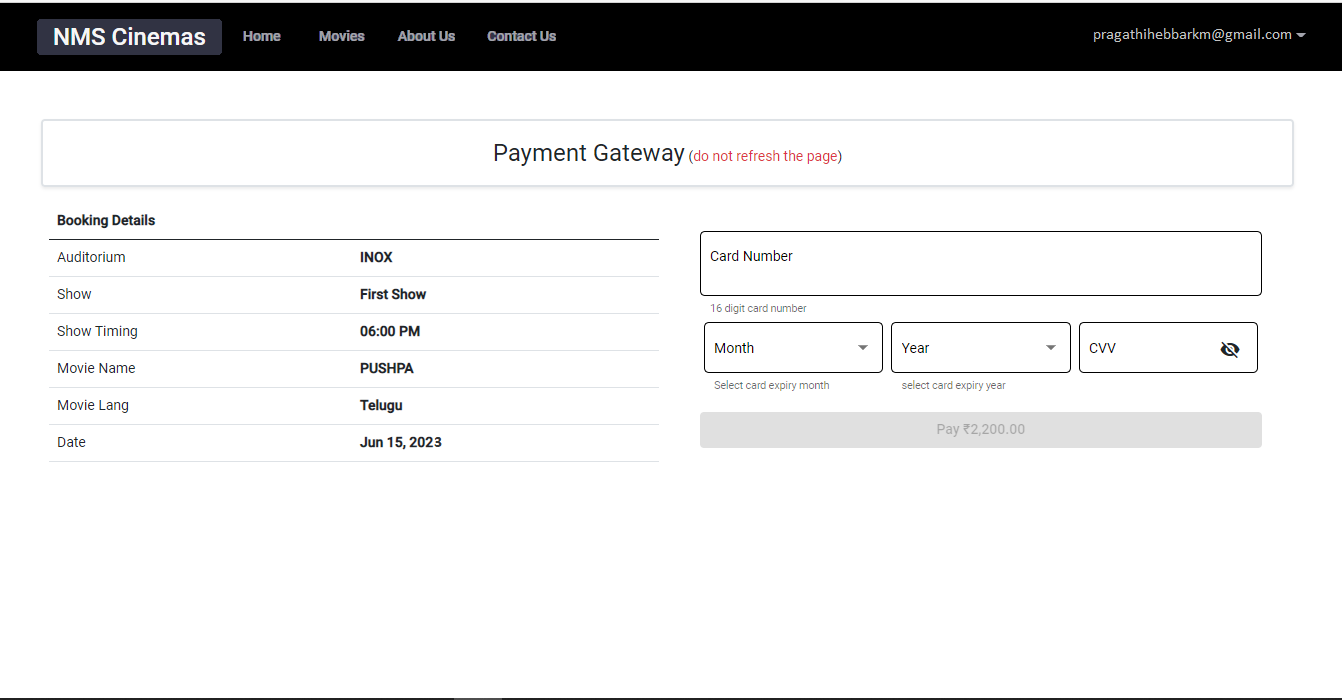 NMS Cinemas Home Movies About Us Contact Us pragathihebbarkm@gmail.com
Payment Gateway (do not refresh the page)
Booking Details
Auditorium INOX
Show First Show
Show Timing 06:00 PM
Movie Name PUSHPA
Movie Lang Telugu
Date Jun 15, 2023
Card Number
16 digit card number
Month Year CVV
Select card expiry month select card expiry year
Pay ₹2,200.00